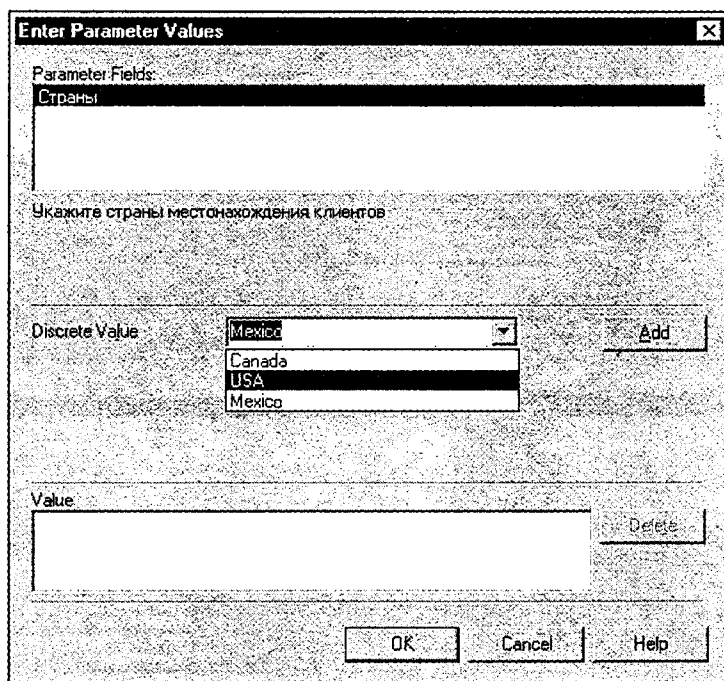 Enter Parameter Values
Parameter Fields:
Страны
Укажите страны местонахождения клиентов
Discrete Value
Mexico
Add
Canada
USA
Mexico
Value
Delete
OK
Cancel
Help